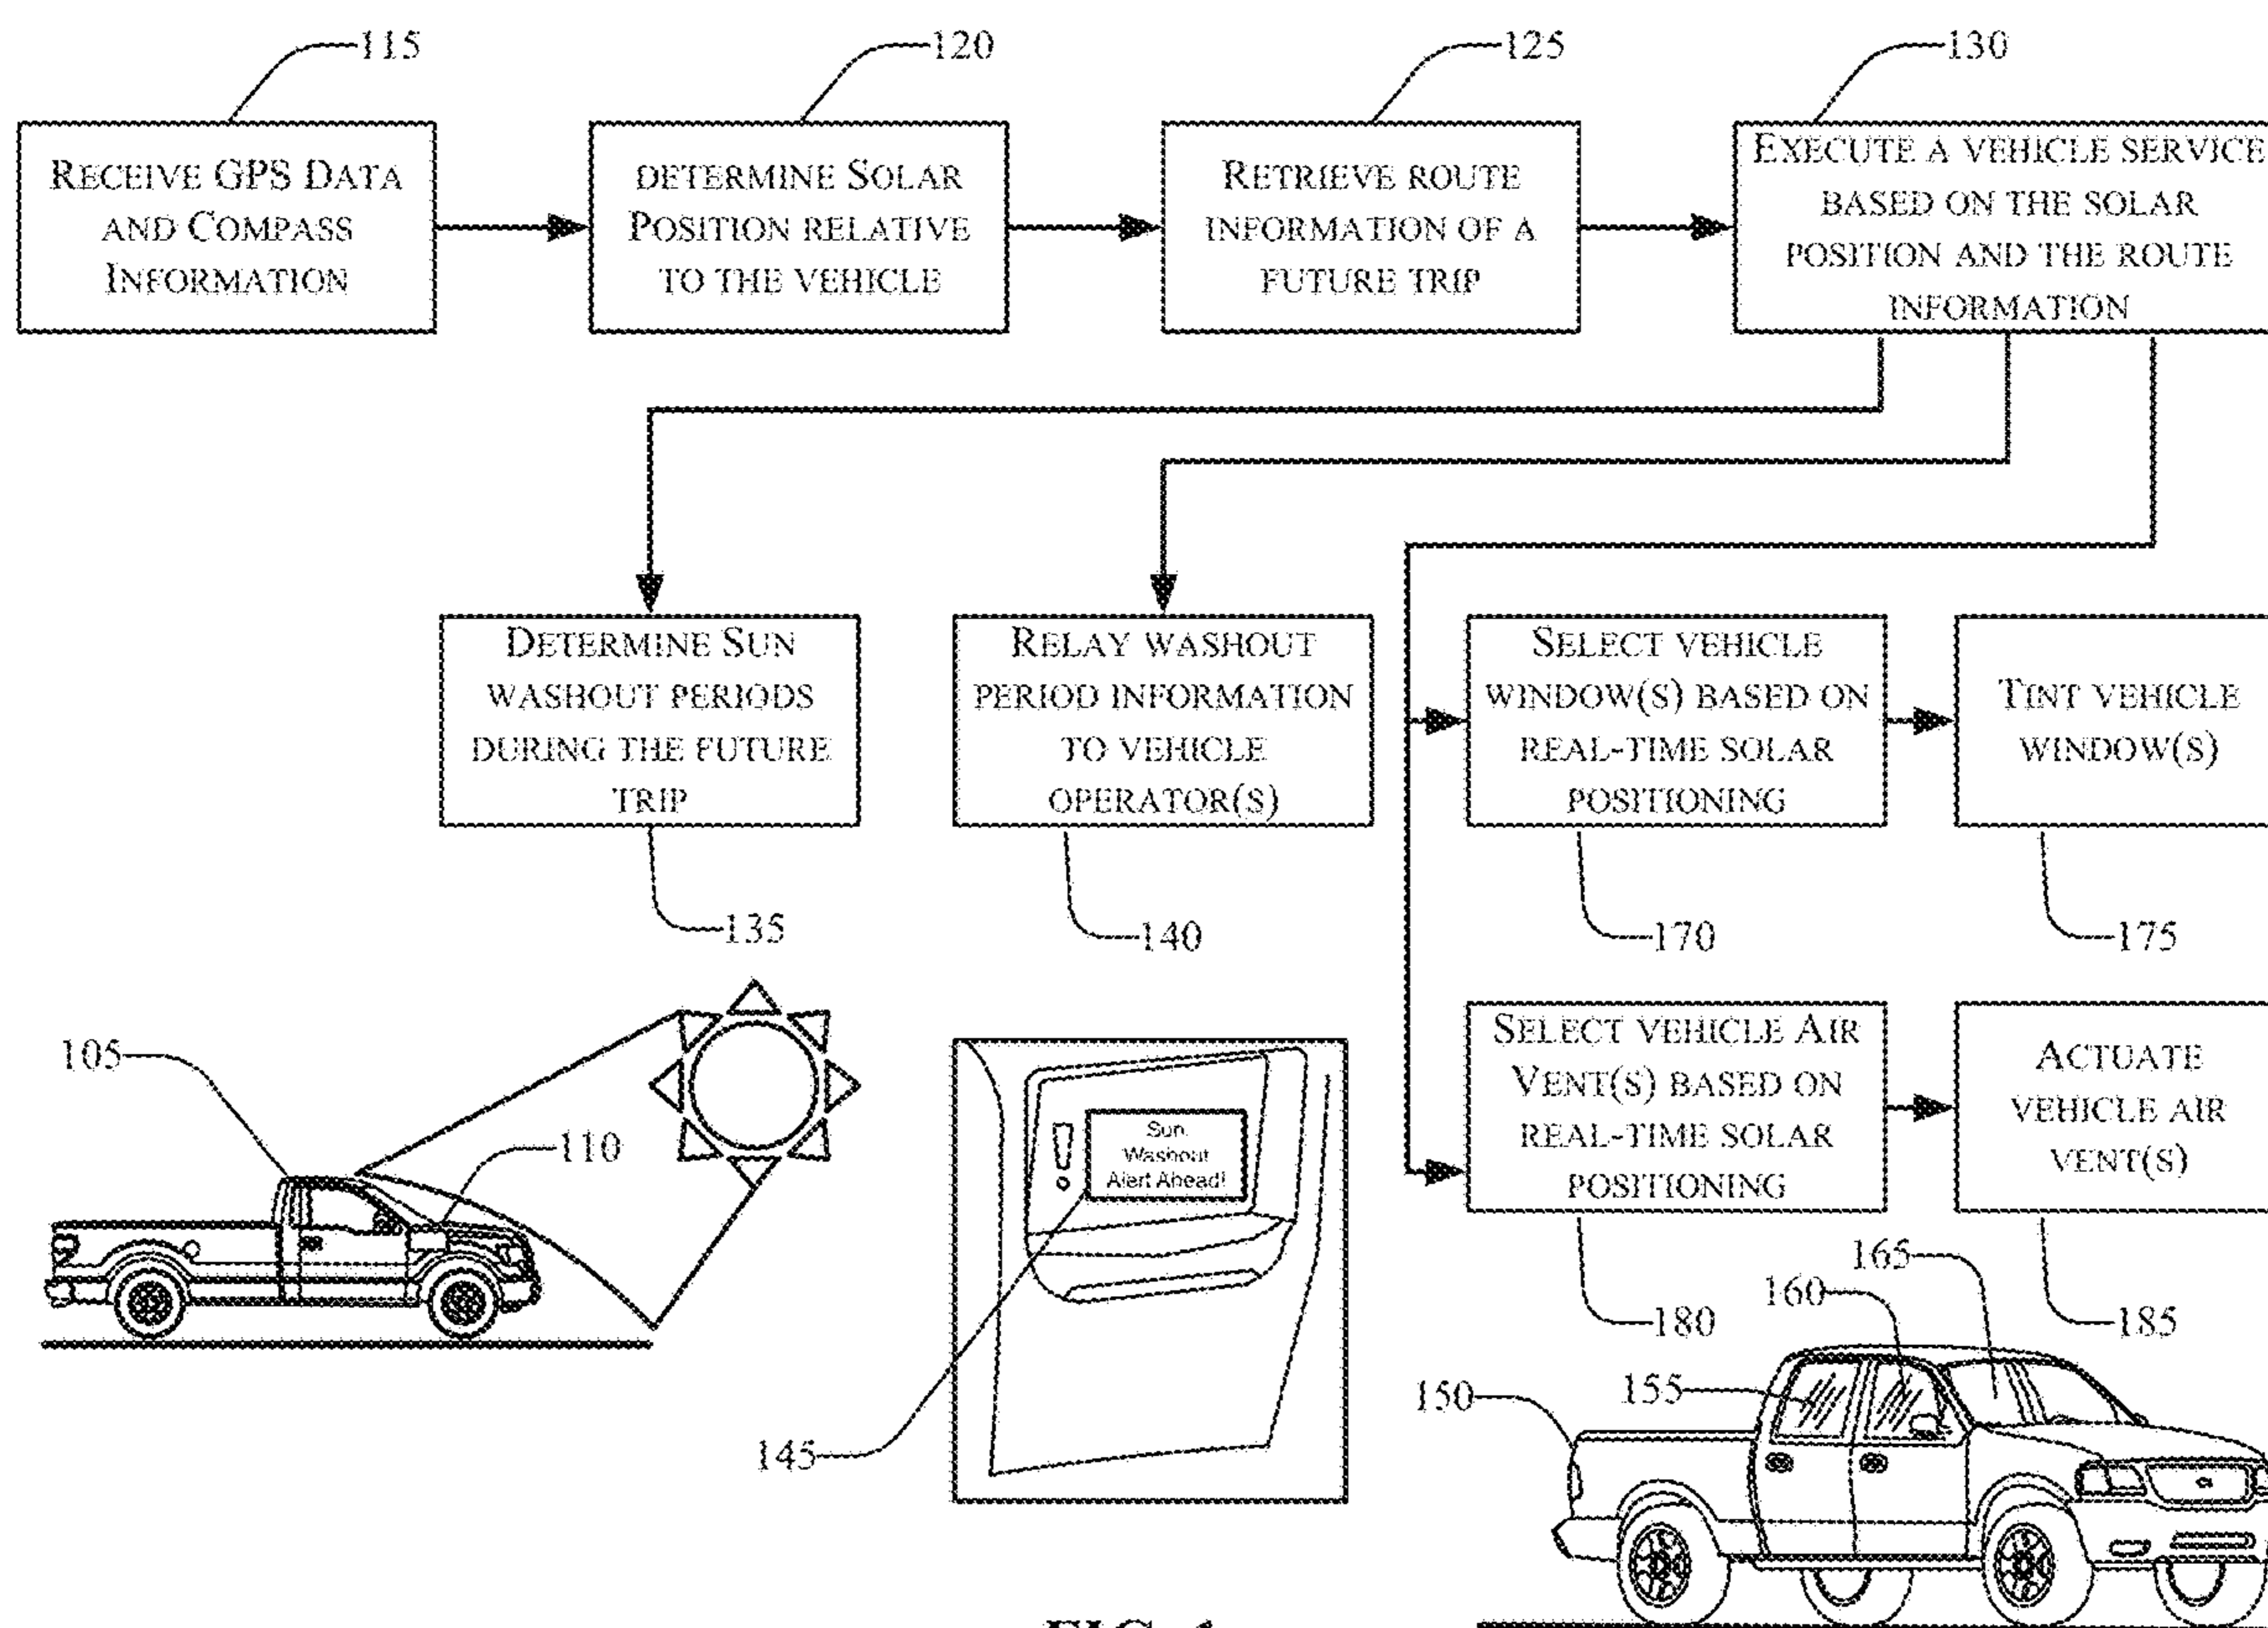 115
120
125
130
RECEIVE GPS DATA
AND COMPASS
INFORMATION
DETERMINE SOLAR
POSITION RELATIVE
TO THE VEHICLE
RETRIEVE ROUTE
INFORMATION OF A
FUTURE TRIP
EXECUTE A VEHICLE SERVICE
BASED ON THE SOLAR
POSITION AND THE ROUTE
INFORMATION
DETERMINE SUN
WASHOUT PERIODS
DURING THE FUTURE
TRIP
RELAY WASHOUT
PERIOD INFORMATION
TO VEHICLE
OPERATOR(S)
SELECT VEHICLE
WINDOW(S) BASED ON
REAL-TIME SOLAR
POSITIONING
TINT VEHICLE
WINDOW(S)
135
140
170
175
SELECT VEHICLE AIR
VENT(S) BASED ON
REAL-TIME SOLAR
POSITIONING
ACTUATE
VEHICLE AIR
VENT(S)
105
110
Sun
Washout
Alert Ahead!
145
180
185
165
160
155
150